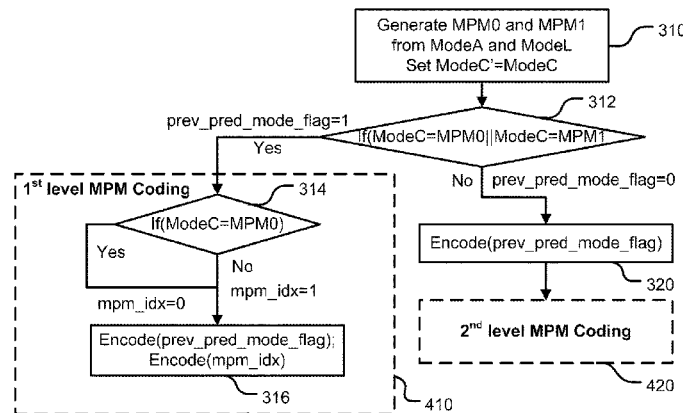 Generate MPM0 and MPM1
from ModeA and ModeL
Set ModeC'=ModeC
310
312
prev_pred_mode_flag=1
If(ModeC=MPM0||ModeC=MPM1
Yes
No
prev_pred_mode_flag=0
1st level MPM Coding
314
If(ModeC=MPM0)
Yes
No
mpm_idx=0
mpm_idx=1
Encode(prev_pred_mode_flag);
Encode(mpm_idx)
316
410
Encode(prev_pred_mode_flag)
320
2nd level MPM Coding
420